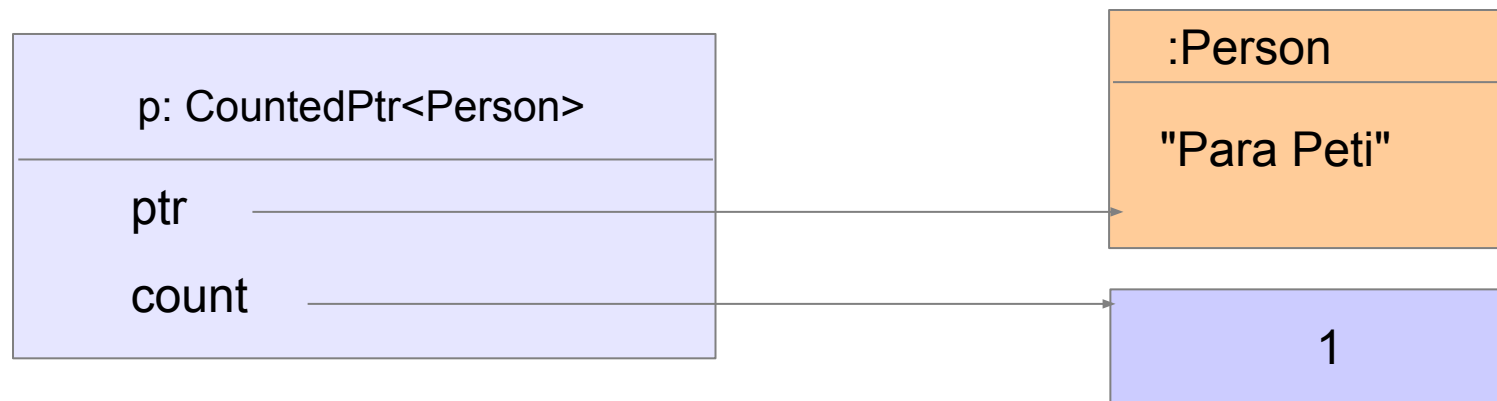 p: CountedPtr<Person>
ptr
count
:Person
"Para Peti"
1